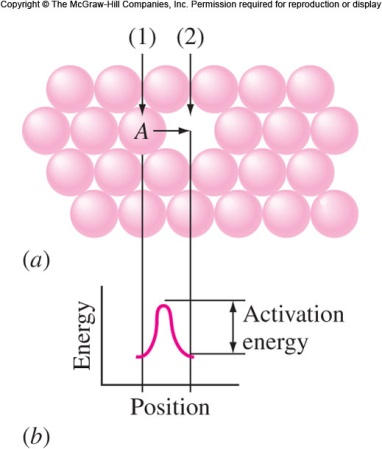 Copyright © The McGraw-Hill Companies, Inc. Permission required for reproduction or display
(1) (2)
A
(a)
Energy
Activation
energy
Position
(b)